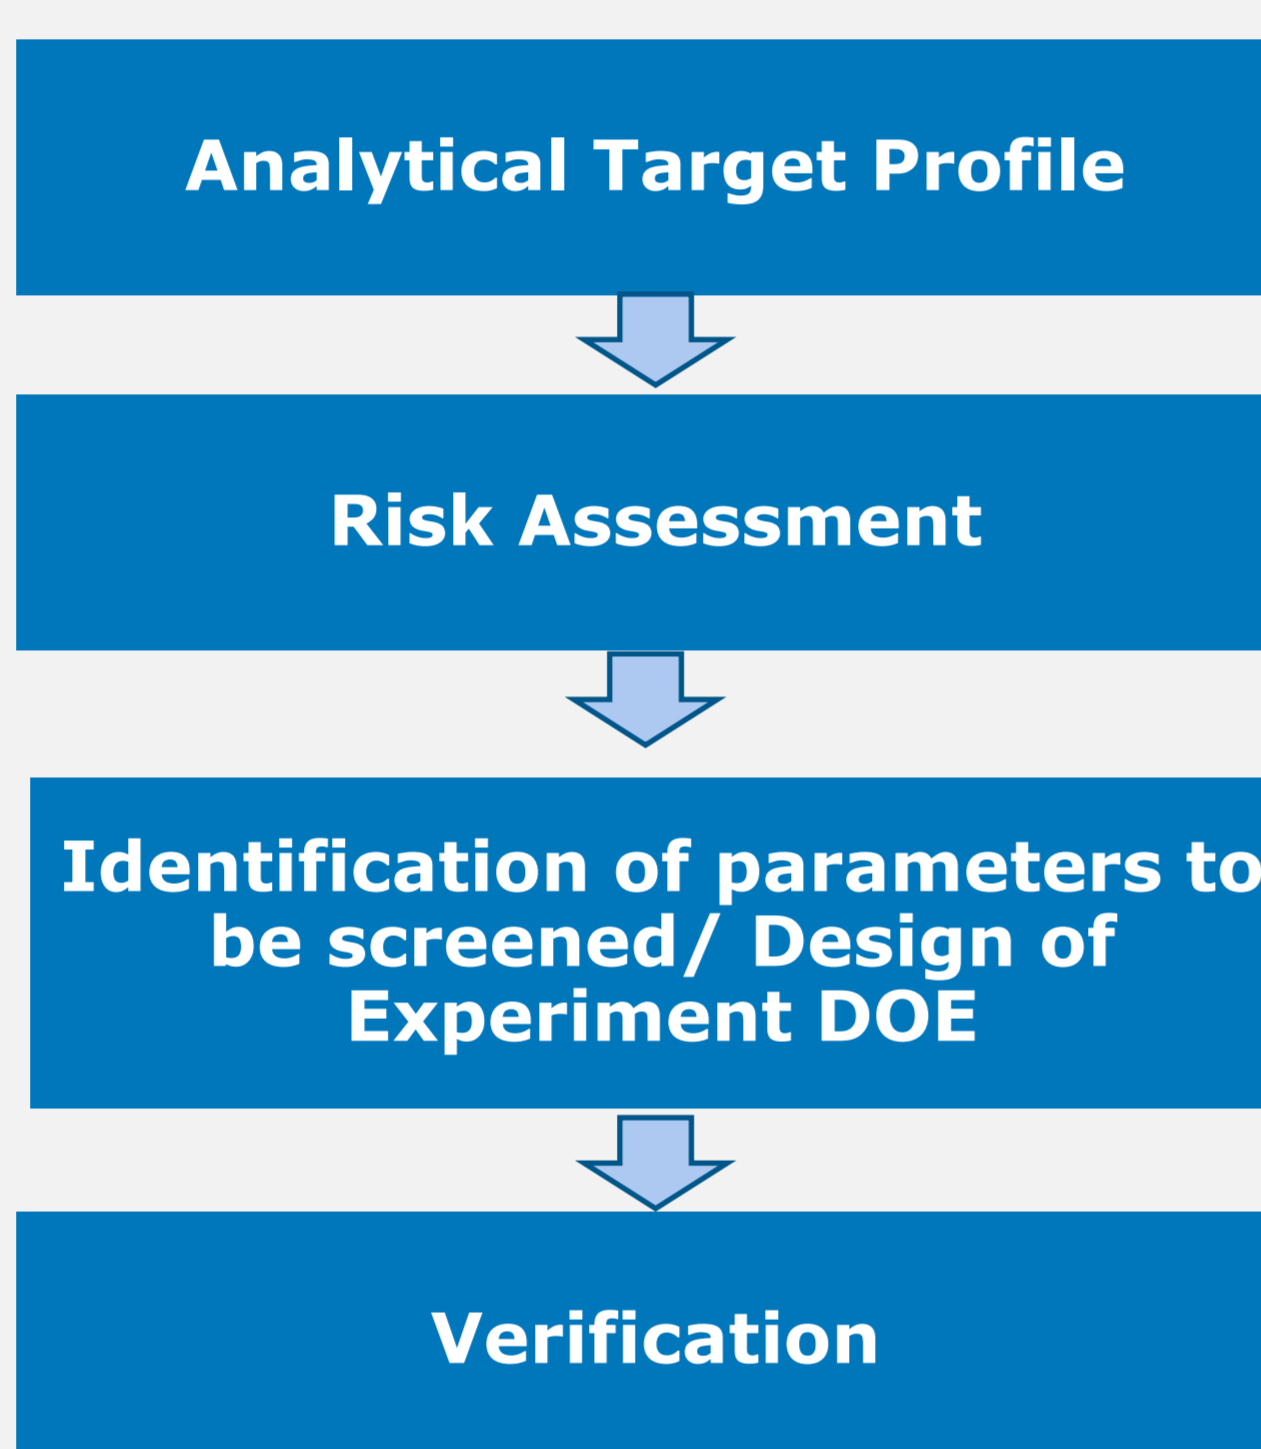 Analytical Target Profile
Risk Assessment
Identification of parameters to
be screened/ Design of
Experiment DOE
Verification